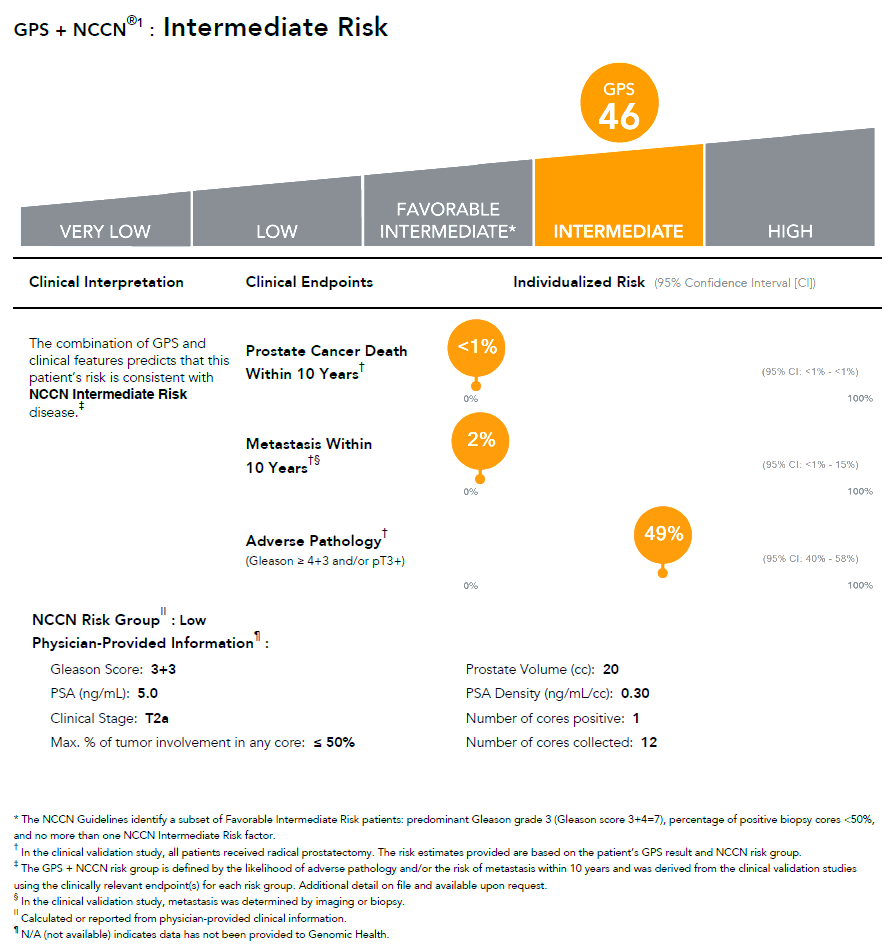 GPS + NCCN®1 : Intermediate Risk
GPS
46
VERY LOW
LOW
FAVORABLE
INTERMEDIATE*
INTERMEDIATE
HIGH
Clinical Interpretation
Clinical Endpoints
Individualized Risk (95% Confidence Interval [CI])
The combination of GPS and
clinical features predicts that this
patient's risk is consistent with
NCCN Intermediate Risk
disease.‡
Prostate Cancer Death
Within 10 Years†
<1%
(95% CI: <1% - <1%)
0%
100%
Metastasis Within
10 Years†§
2%
(95% CI: <1% - 15%)
0%
100%
Adverse Pathology†
(Gleason ≥ 4+3 and/or pT3+)
49%
(95% CI: 40% - 58%)
0%
100%
NCCN Risk Group|| : Low
Physician-Provided Information¶ :
Gleason Score: 3+3
PSA (ng/mL): 5.0
Clinical Stage: T2a
Max. % of tumor involvement in any core: ≤ 50%
Prostate Volume (cc): 20
PSA Density (ng/mL/cc): 0.30
Number of cores positive: 1
Number of cores collected: 12
* The NCCN Guidelines identify a subset of Favorable Intermediate Risk patients: predominant Gleason grade 3 (Gleason score 3+4=7), percentage of positive biopsy cores <50%,
and no more than one NCCN Intermediate Risk factor.
† In the clinical validation study, all patients received radical prostatectomy. The risk estimates provided are based on the patient's GPS result and NCCN risk group.
‡ The GPS + NCCN risk group is defined by the likelihood of adverse pathology and/or the risk of metastasis within 10 years and was derived from the clinical validation studies
using the clinically relevant endpoint(s) for each risk group. Additional detail on file and available upon request.
§ In the clinical validation study, metastasis was determined by imaging or biopsy.
|| Calculated or reported from physician-provided clinical information.
¶ N/A (not available) indicates data has not been provided to Genomic Health.